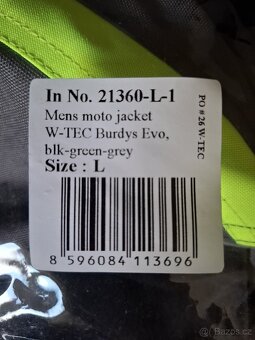 In No. 21360-L-1
Mens moto jacket
W-TEC Burdys Evo,
blk-green-grey
Size : L
8 596084 113696
PO # 26 W-TEC
Bazoš.cz